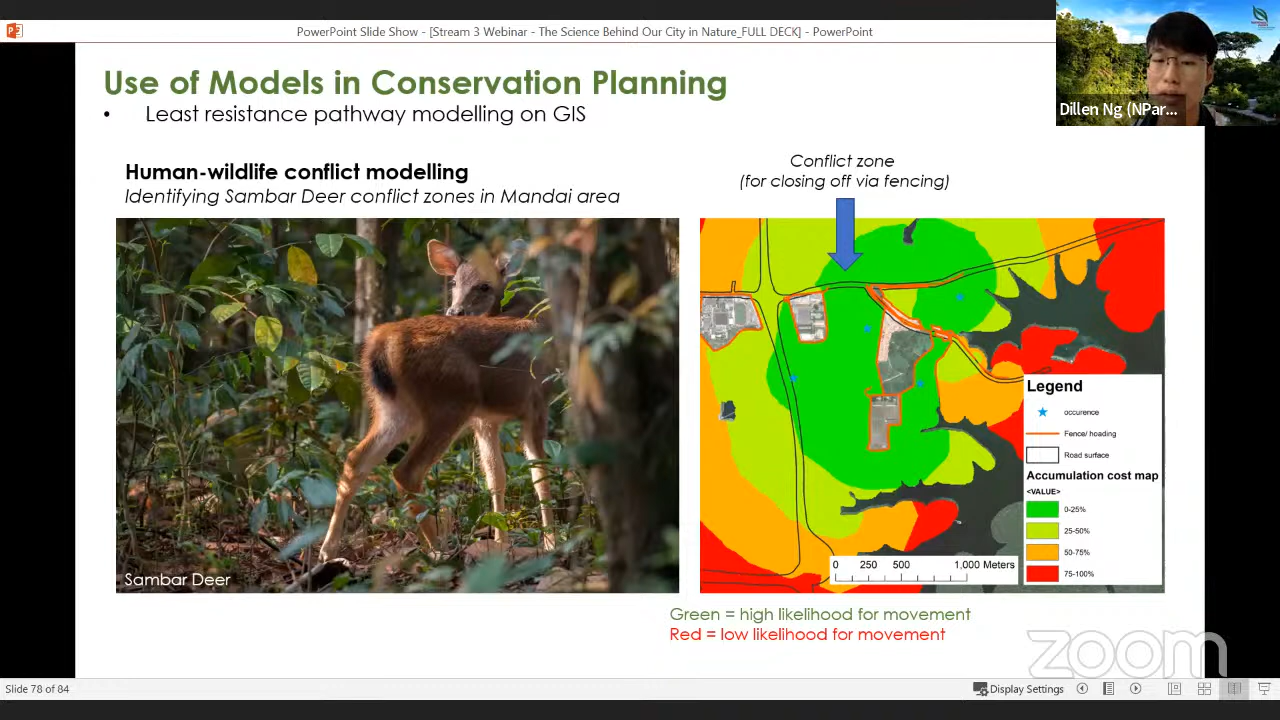 PowerPoint Slide Show - [Stream 3 Webinar - The Science Behind Our City in Nature_FULL DECK] - PowerPoint
Dillen Ng (NPar...
Use of Models in Conservation Planning
• Least resistance pathway modelling on GIS
Human-wildlife conflict modelling
Identifying Sambar Deer conflict zones in Mandai area
Conflict zone
(for closing off via fencing)
Sambar Deer
Legend
occurence
Fence/ hoading
Road surface
Accumulation cost map
<VALUE>
0-25%
25-50%
50-75%
75-100%
0 250 500 1,000 Meters
Green = high likelihood for movement
Red = low likelihood for movement
zoom
Slide 78 of 84
Display Settings